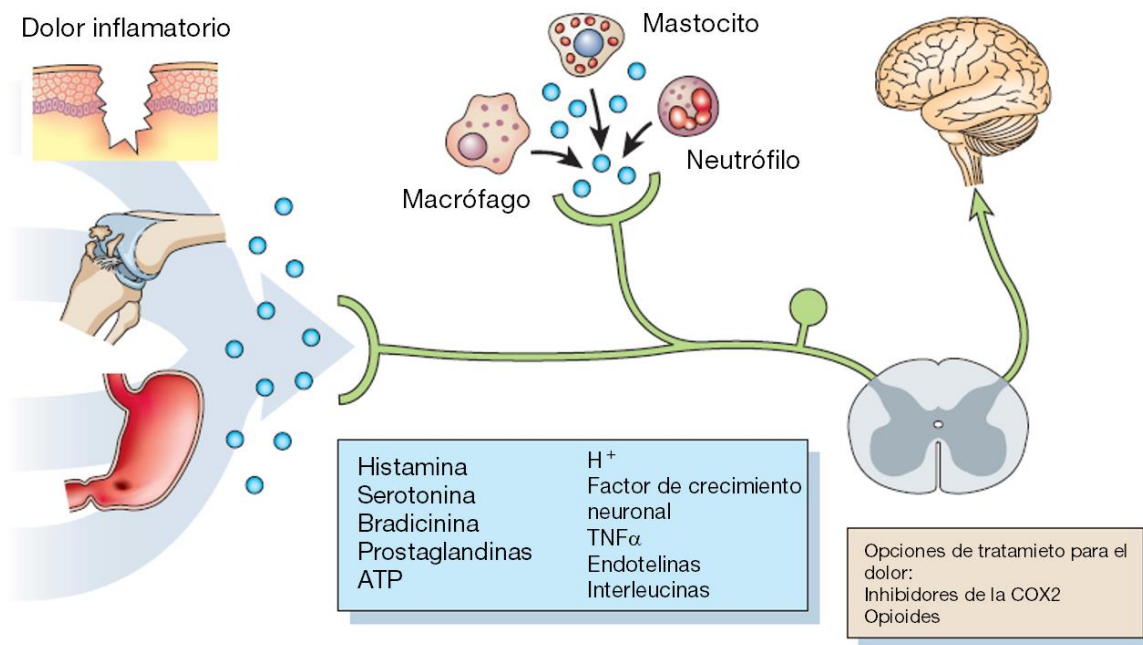 Dolor inflamatorio
Mastocito
Macrófago
Neutrófilo
Histamina
Serotonina
Bradicinina
Prostaglandinas
ATP
H+
Factor de crecimiento
neuronal
TNFα
Endotelinas
Interleucinas
Opciones de tratamieto para el
dolor:
Inhibidores de la COX2
Opioides